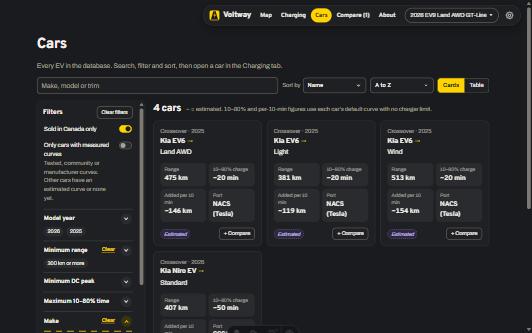 Voltway Map Charging Cars Compare (1) About 2026 EV9 Land AWD GT-Line
Cars
Every EV in the database. Search, filter and sort, then open a car in the Charging tab.
Make, model or trim
Sort by Name A to Z Cards Table
Filters Clear filters
Sold in Canada only
Only cars with measured
curves
Tested, community or
manufacturer curves.
Other cars have an
estimated curve or none
yet.
Model year
2026 2025
Minimum range Clear
300 km or more
Minimum DC peak
Maximum 10–80% time
Make Clear
4 cars ~ = estimated. 10–80% and per-10-min figures use each car's default curve with no charger limit.
Crossover · 2025
Kia EV6 →
Land AWD
Range
475 km
10–80% charge
~20 min
Added per 10
min
~146 km
Port
NACS
(Tesla)
Estimated + Compare
Crossover · 2025
Kia EV6 →
Light
Range
381 km
10–80% charge
~20 min
Added per 10
min
~119 km
Port
NACS
(Tesla)
Estimated + Compare
Crossover · 2025
Kia EV6 →
Wind
Range
513 km
10–80% charge
~20 min
Added per 10
min
~154 km
Port
NACS
(Tesla)
Estimated + Compare
Crossover · 2025
Kia Niro EV →
Standard
Range
407 km
10–80% charge
~50 min
Added per 10
Port